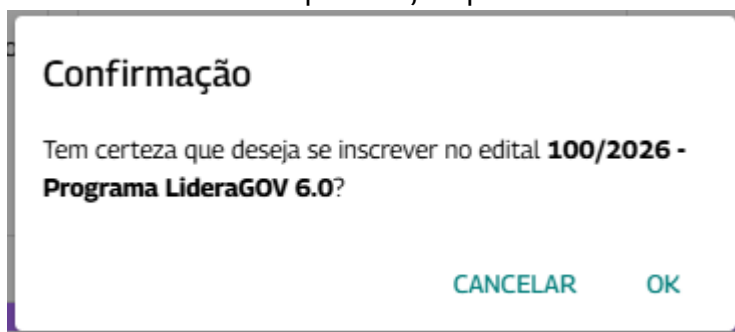 Confirmação
Tem certeza que deseja se inscrever no edital 100/2026 -
Programa LideraGOV 6.0?
CANCELAR OK